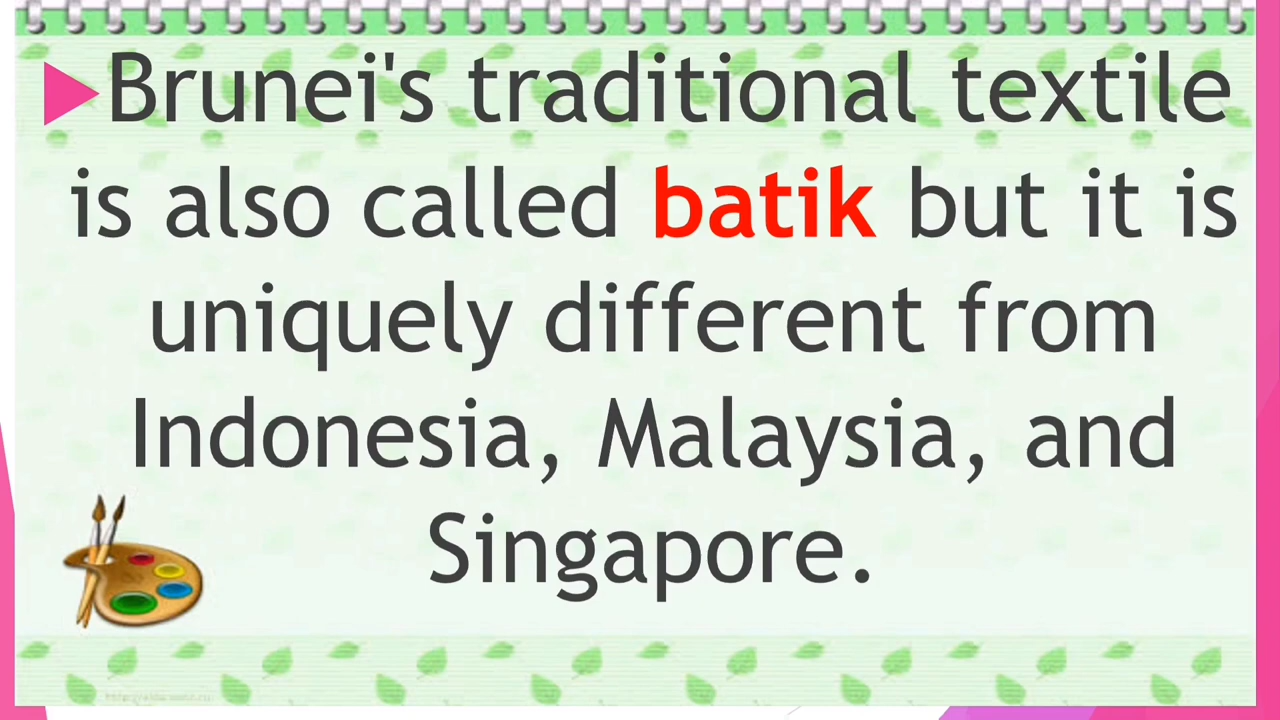 Brunei's traditional textile
is also called batik but it is
uniquely different from
Indonesia, Malaysia, and
Singapore.